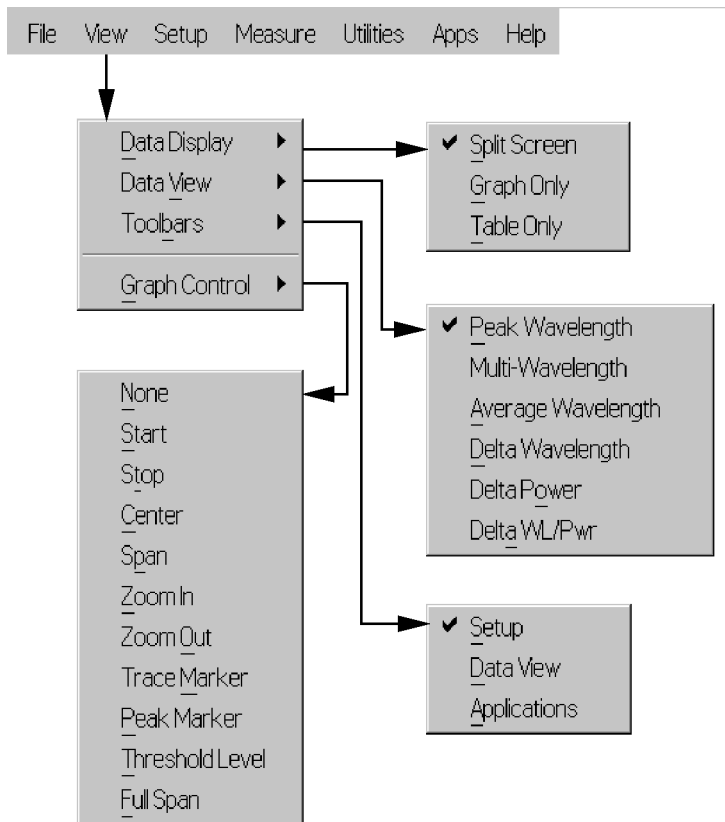 File View Setup Measure Utilities Apps Help
Data Display
Data View
Toolbars
Graph Control
Split Screen
Graph Only
Table Only
Peak Wavelength
Multi-Wavelength
Average Wavelength
Delta Wavelength
Delta Power
Delta WL/Pwr
None
Start
Stop
Center
Span
Zoom In
Zoom Out
Trace Marker
Peak Marker
Threshold Level
Full Span
Setup
Data View
Applications